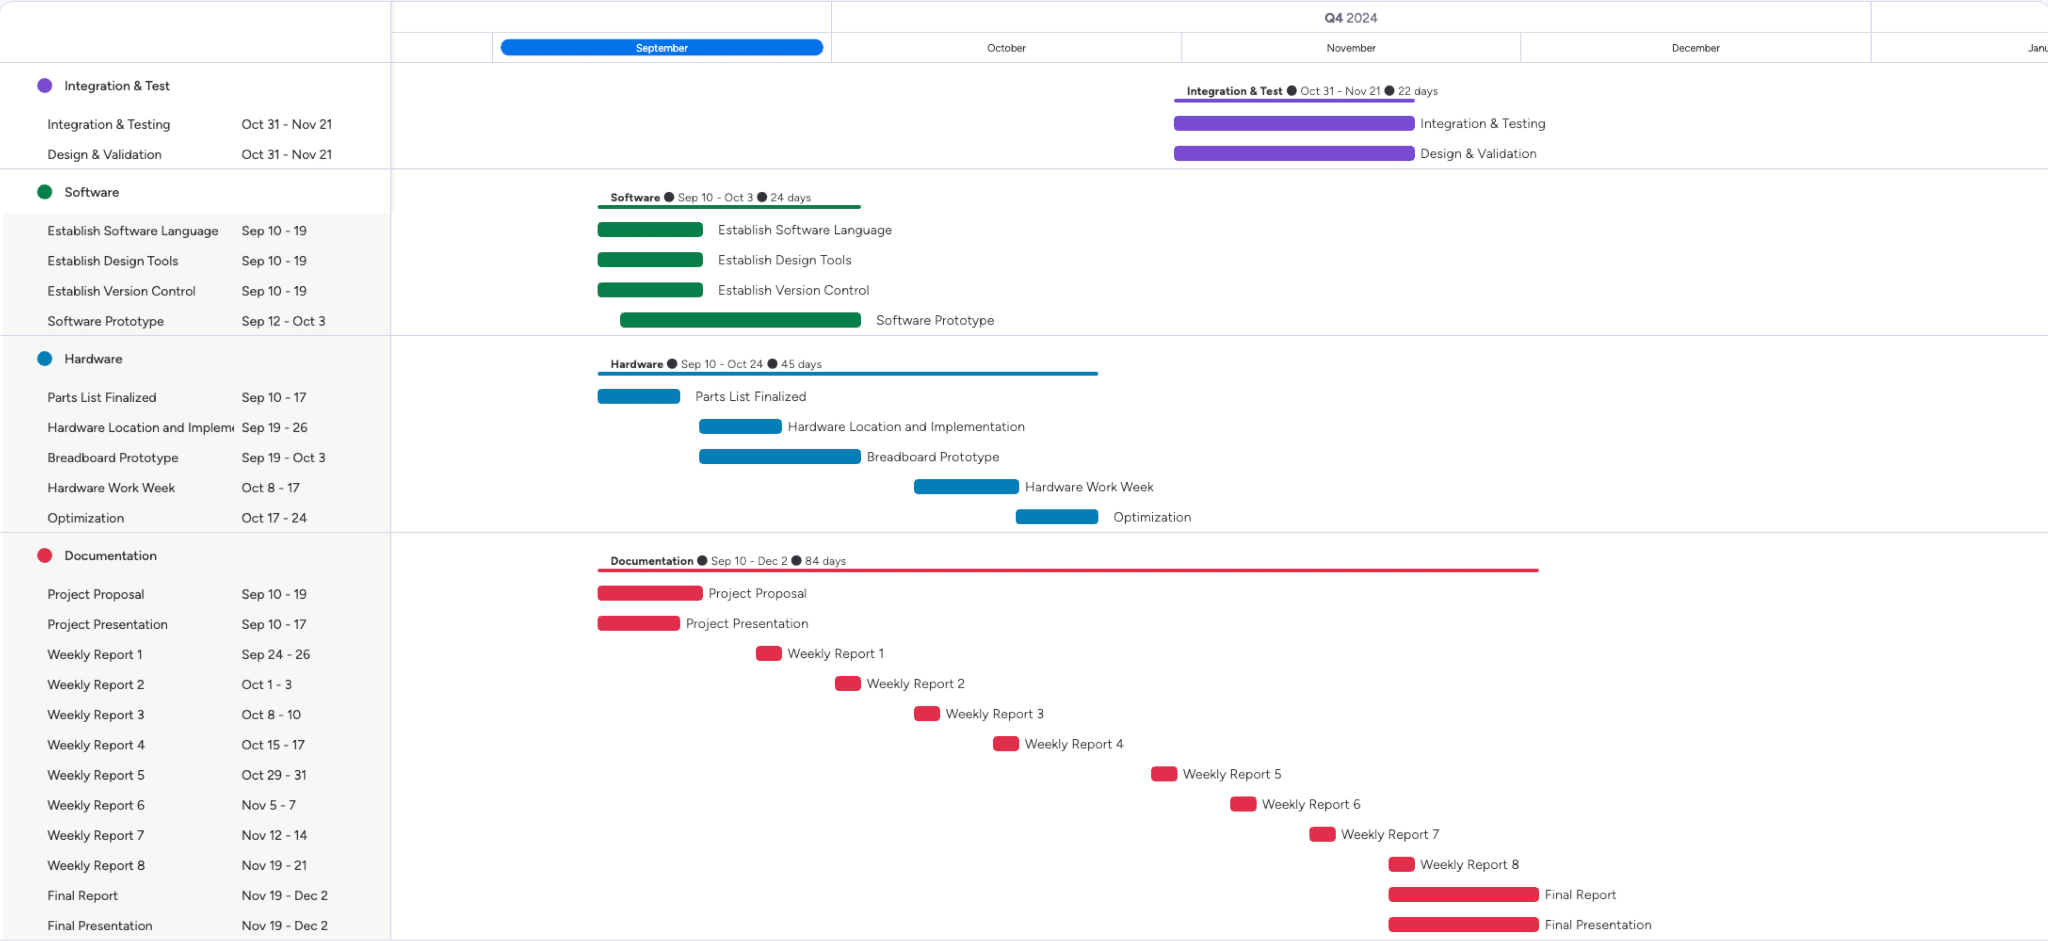 Q4 2024
September October November December Janu
Integration & Test
Integration & Test ● Oct 31 - Nov 21 ● 22 days
Integration & Testing Oct 31 - Nov 21 Integration & Testing
Design & Validation Oct 31 - Nov 21 Design & Validation
Software
Software ● Sep 10 - Oct 3 ● 24 days
Establish Software Language Sep 10 - 19 Establish Software Language
Establish Design Tools Sep 10 - 19 Establish Design Tools
Establish Version Control Sep 10 - 19 Establish Version Control
Software Prototype Sep 12 - Oct 3 Software Prototype
Hardware
Hardware ● Sep 10 - Oct 24 ● 45 days
Parts List Finalized Sep 10 - 17 Parts List Finalized
Hardware Location and Impleme Sep 19 - 26 Hardware Location and Implementation
Breadboard Prototype Sep 19 - Oct 3 Breadboard Prototype
Hardware Work Week Oct 8 - 17 Hardware Work Week
Optimization Oct 17 - 24 Optimization
Documentation
Documentation ● Sep 10 - Dec 2 ● 84 days
Project Proposal Sep 10 - 19 Project Proposal
Project Presentation Sep 10 - 17 Project Presentation
Weekly Report 1 Sep 24 - 26 Weekly Report 1
Weekly Report 2 Oct 1 - 3 Weekly Report 2
Weekly Report 3 Oct 8 - 10 Weekly Report 3
Weekly Report 4 Oct 15 - 17 Weekly Report 4
Weekly Report 5 Oct 29 - 31 Weekly Report 5
Weekly Report 6 Nov 5 - 7 Weekly Report 6
Weekly Report 7 Nov 12 - 14 Weekly Report 7
Weekly Report 8 Nov 19 - 21 Weekly Report 8
Final Report Nov 19 - Dec 2 Final Report
Final Presentation Nov 19 - Dec 2 Final Presentation